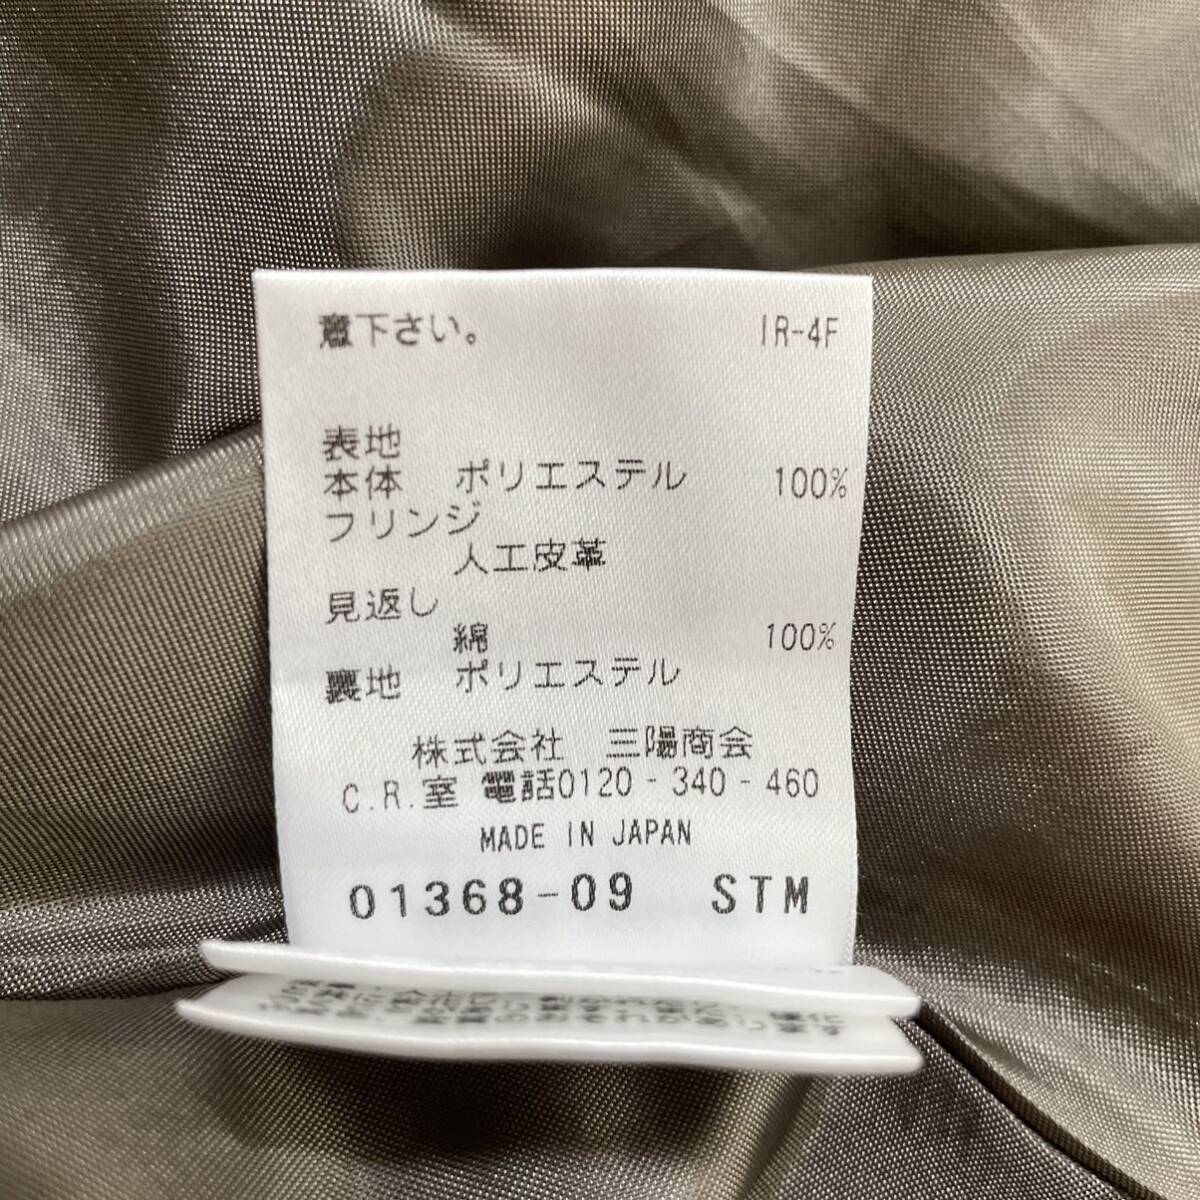 意下さい。 IR-4F
表地
本体 ポリエステル 100%
フリンジ
人工皮革
見返し
綿 100%
裏地 ポリエステル
株式会社 三陽商会
C.R.室 電話0120-340-460
MADE IN JAPAN
01368-09 STM